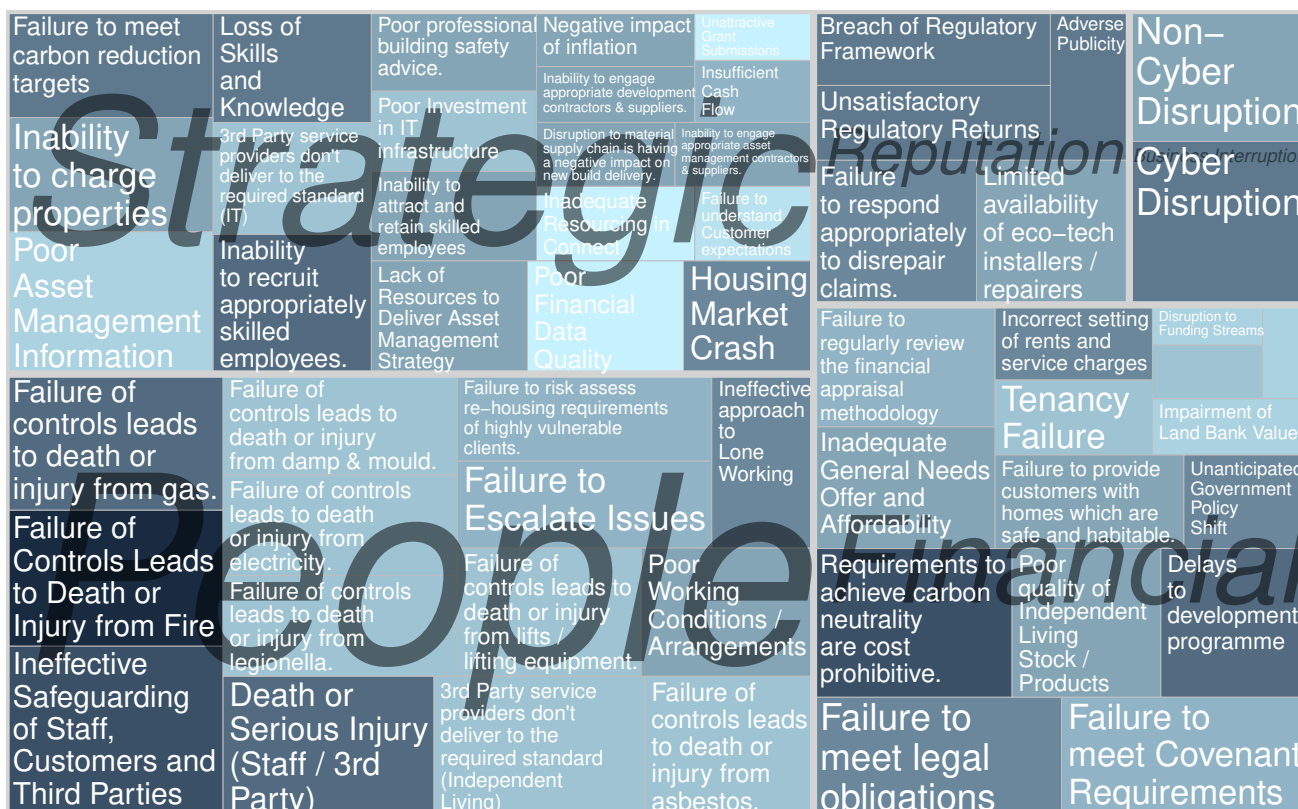 Failure to meet
carbon reduction
targets
Loss of
Skills
and
Knowledge
Poor professional
building safety
advice.
Negative impact
of inflation
Unattractive
Grant
Submissions
Inability to engage
appropriate development
contractors & suppliers.
Insufficient
Cash
Flow
Inability
to charge
properties
3rd Party service
providers don't
deliver to the
required standard
(IT)
Poor Investment
in IT
infrastructure
Disruption to material
supply chain is having
a negative impact on
new build delivery.
Inability to engage
appropriate asset
management contractors
& suppliers.
Inability to
attract and
retain skilled
employees
Inadequate
Resourcing in
Connect
Failure to
understand
Customer
expectations
Poor
Asset
Management
Information
Inability
to recruit
appropriately
skilled
employees.
Lack of
Resources to
Deliver Asset
Management
Strategy
Poor
Financial
Data
Quality
Housing
Market
Crash
Strategic
Breach of Regulatory
Framework
Adverse
Publicity
Unsatisfactory
Regulatory Returns
Failure
to respond
appropriately
to disrepair
claims.
Limited
availability
of eco−tech
installers /
repairers
Reputation
Non−
Cyber
Disruption
Cyber
Disruption
Business Interruptio
Failure of
controls leads
to death or
injury from gas.
Failure of
controls leads to
death or injury
from damp & mould.
Failure to risk assess
re−housing requirements
of highly vulnerable
clients.
Ineffective
approach
to
Lone
Working
Failure of
Controls Leads
to Death or
Injury from Fire
Failure of controls
leads to death
or injury from
electricity.
Failure to
Escalate Issues
Failure of controls
leads to death
or injury from
legionella.
Failure of
controls leads to
death or injury
from lifts /
lifting equipment.
Poor
Working
Conditions /
Arrangements
Ineffective
Safeguarding
of Staff,
Customers and
Third Parties
Death or
Serious Injury
(Staff / 3rd
Party)
3rd Party service
providers don't
deliver to the
required standard
(Independent
Living)
Failure of
controls leads
to death or
injury from
asbestos.
People
Failure to
regularly review
the financial
appraisal
methodology
Incorrect setting
of rents and
service charges
Disruption to
Funding Streams
Tenancy
Failure
Impairment of
Land Bank Value
Inadequate
General Needs
Offer and
Affordability
Failure to provide
customers with
homes which are
safe and habitable.
Unanticipated
Government
Policy
Shift
Requirements to
achieve carbon
neutrality
are cost
prohibitive.
Poor
quality of
Independent
Living
Stock /
Products
Delays
to
development
programme
Failure to
meet legal
obligations
Failure to
meet Covenant
Requirements
Financial